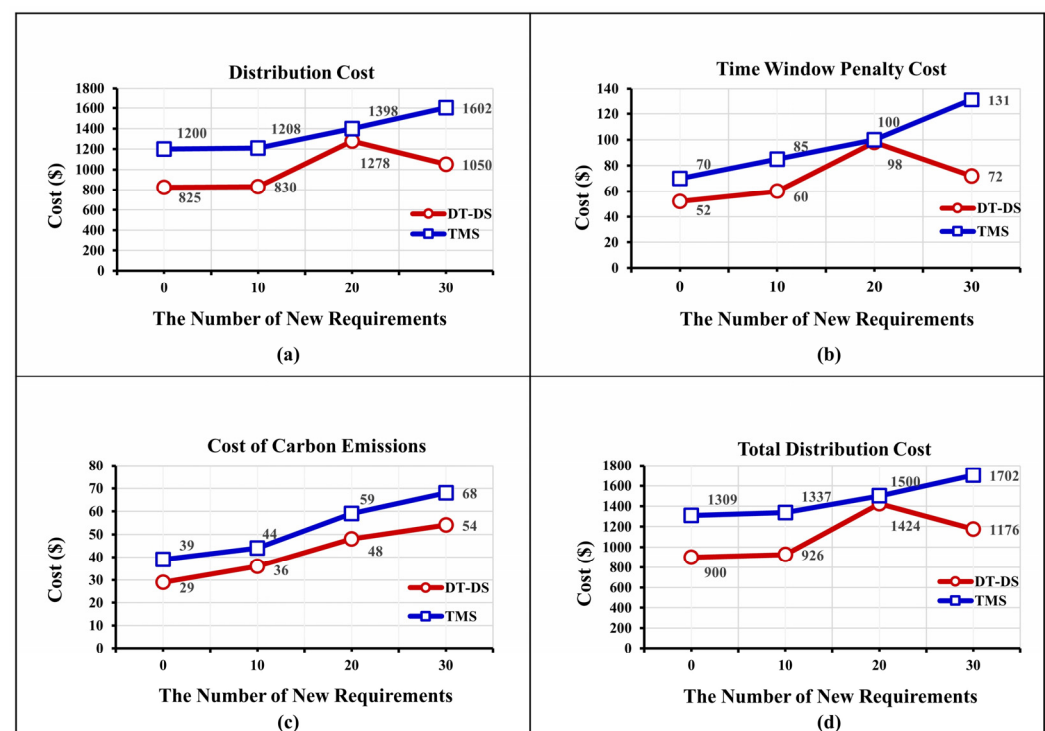 Distribution Cost
1800
1600
1400
1200
1000
800
600
400
200
0
Cost ($)
1200
1208
1398
1602
825
830
1278
1050
DT-DS
TMS
0 10 20 30
The Number of New Requirements
(a)
Time Window Penalty Cost
140
120
100
80
60
40
20
0
Cost ($)
70
85
100
131
52
60
98
72
DT-DS
TMS
0 10 20 30
The Number of New Requirements
(b)
Cost of Carbon Emissions
80
70
60
50
40
30
20
10
0
Cost ($)
39
44
59
68
29
36
48
54
DT-DS
TMS
0 10 20 30
The Number of New Requirements
(c)
Total Distribution Cost
1800
1600
1400
1200
1000
800
600
400
200
0
Cost ($)
1309
1337
1500
1702
900
926
1424
1176
DT-DS
TMS
0 10 20 30
The Number of New Requirements
(d)